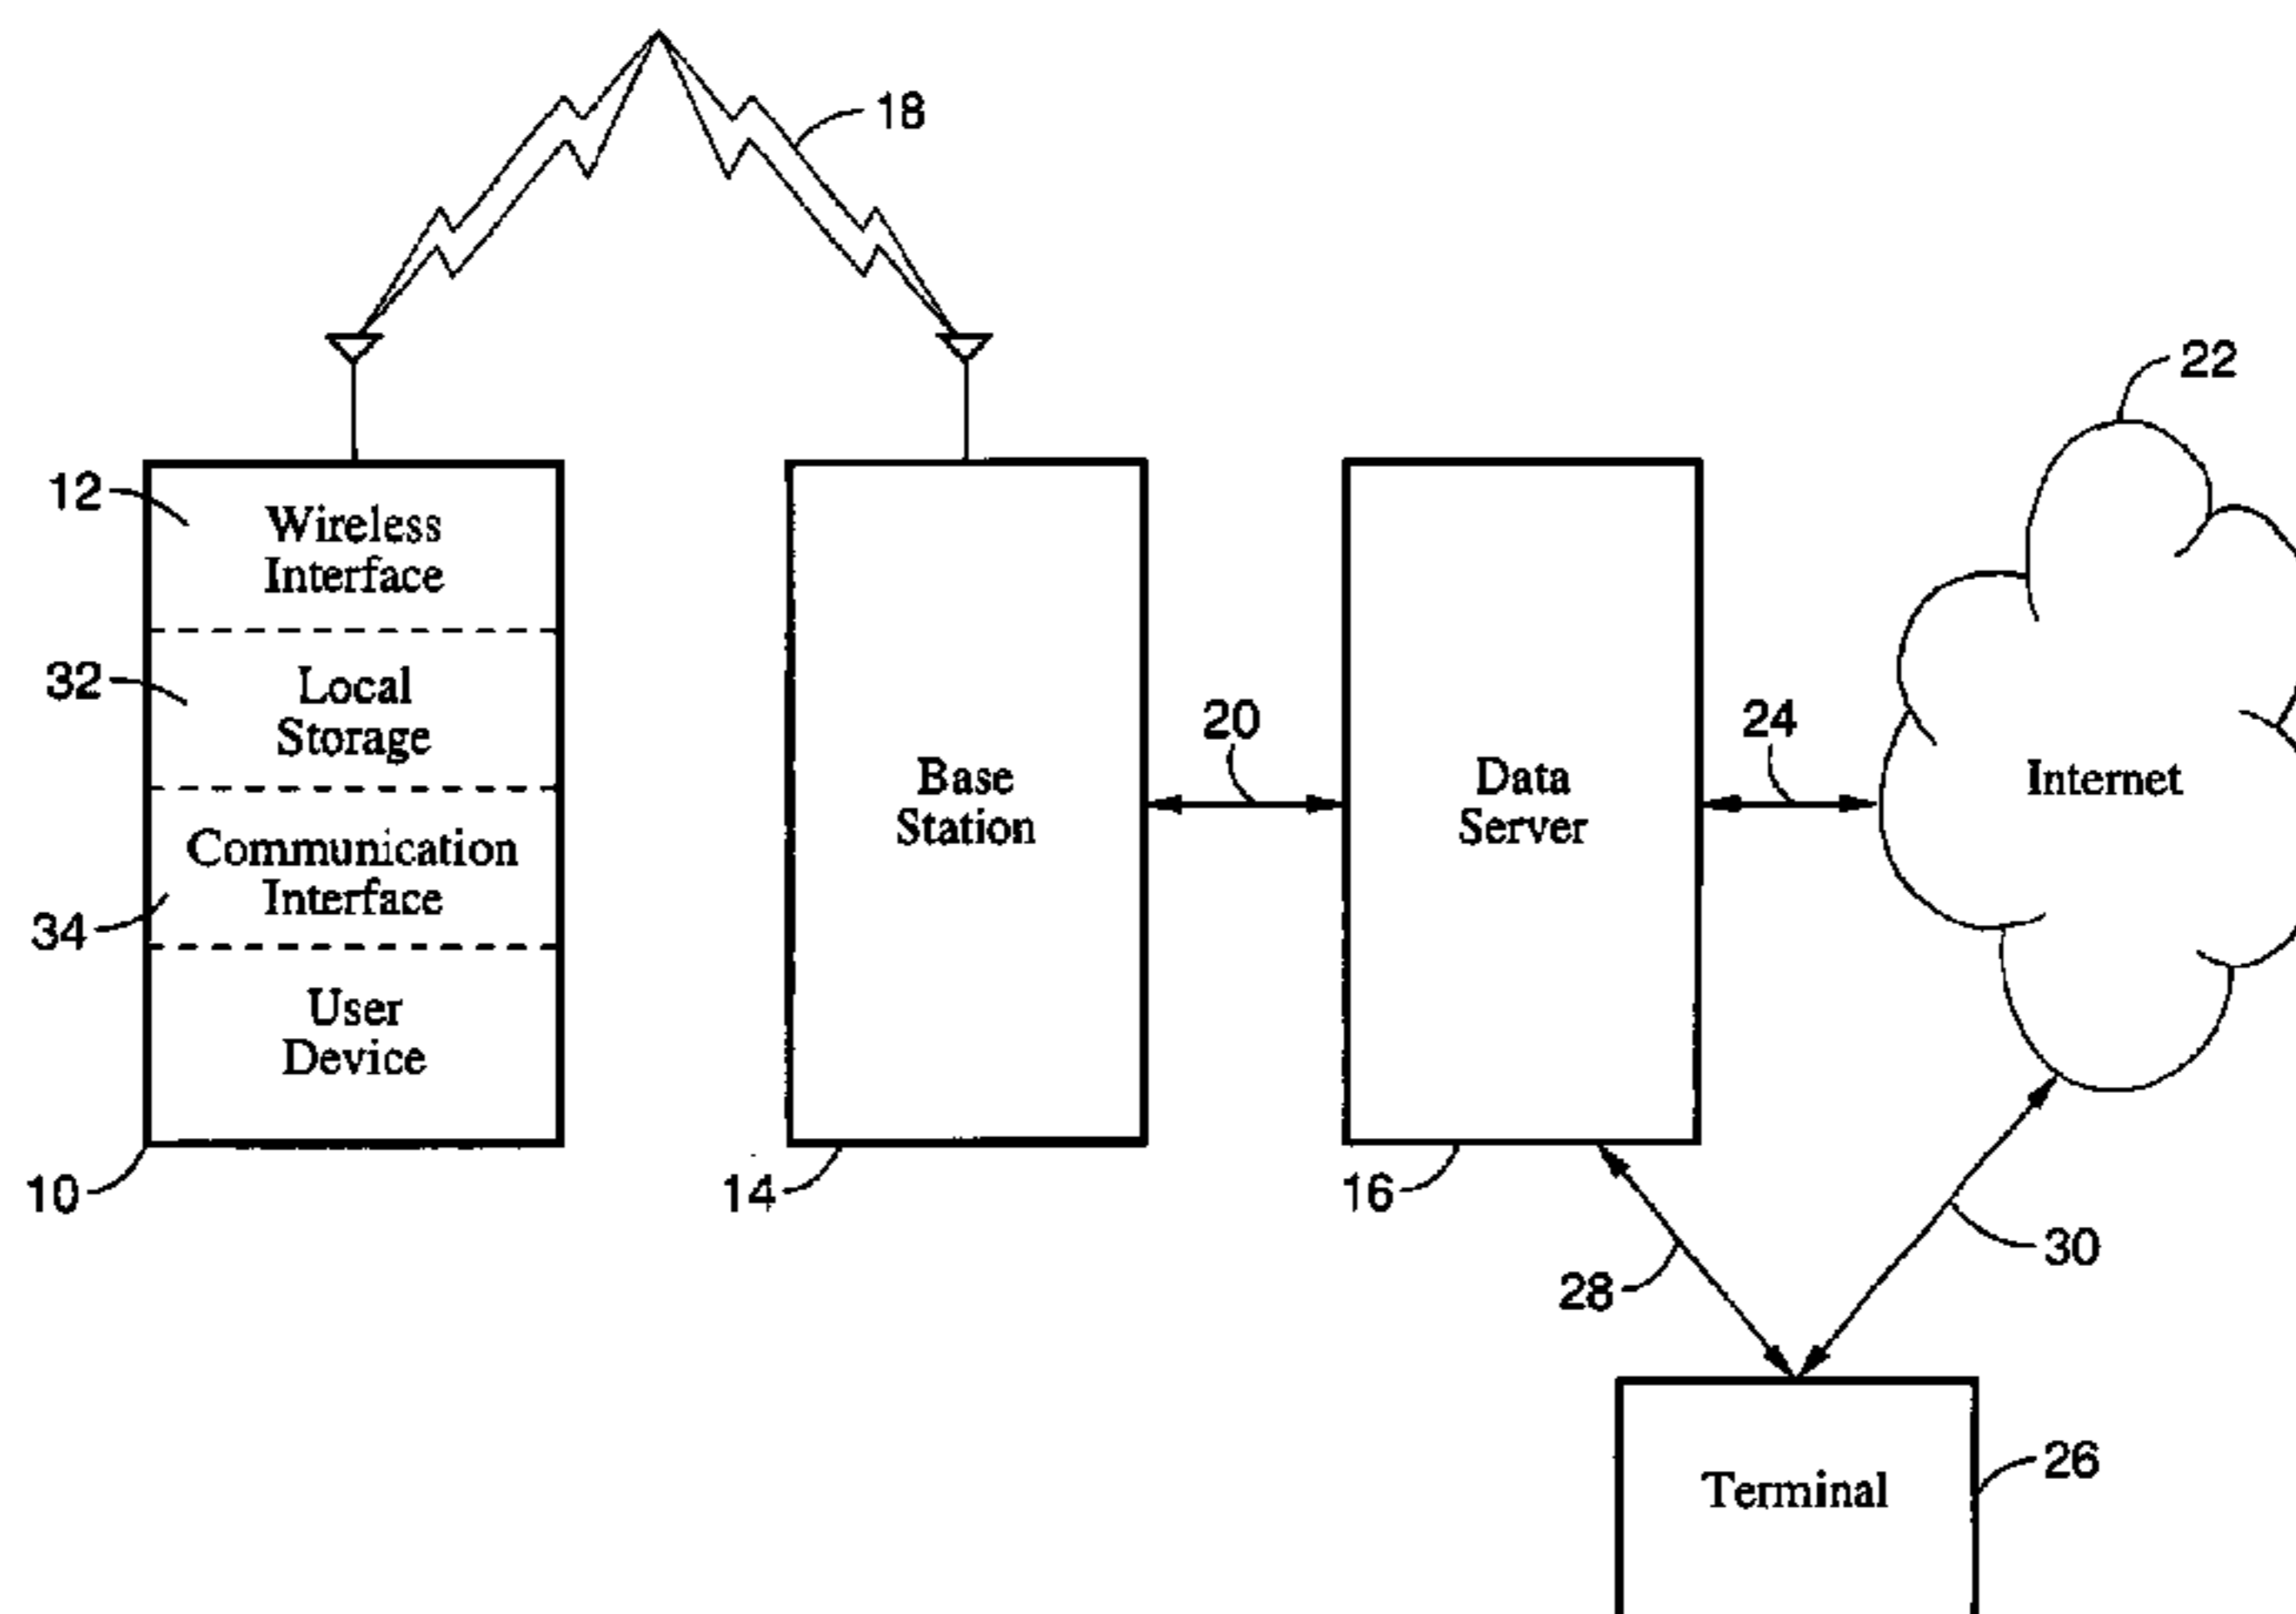 18
22
12
Wireless
Interface
32
Local
Storage
Communication
Interface
34
User
Device
10
Base
Station
14
20
Data
Server
16
24
Internet
28
30
Terminal
26